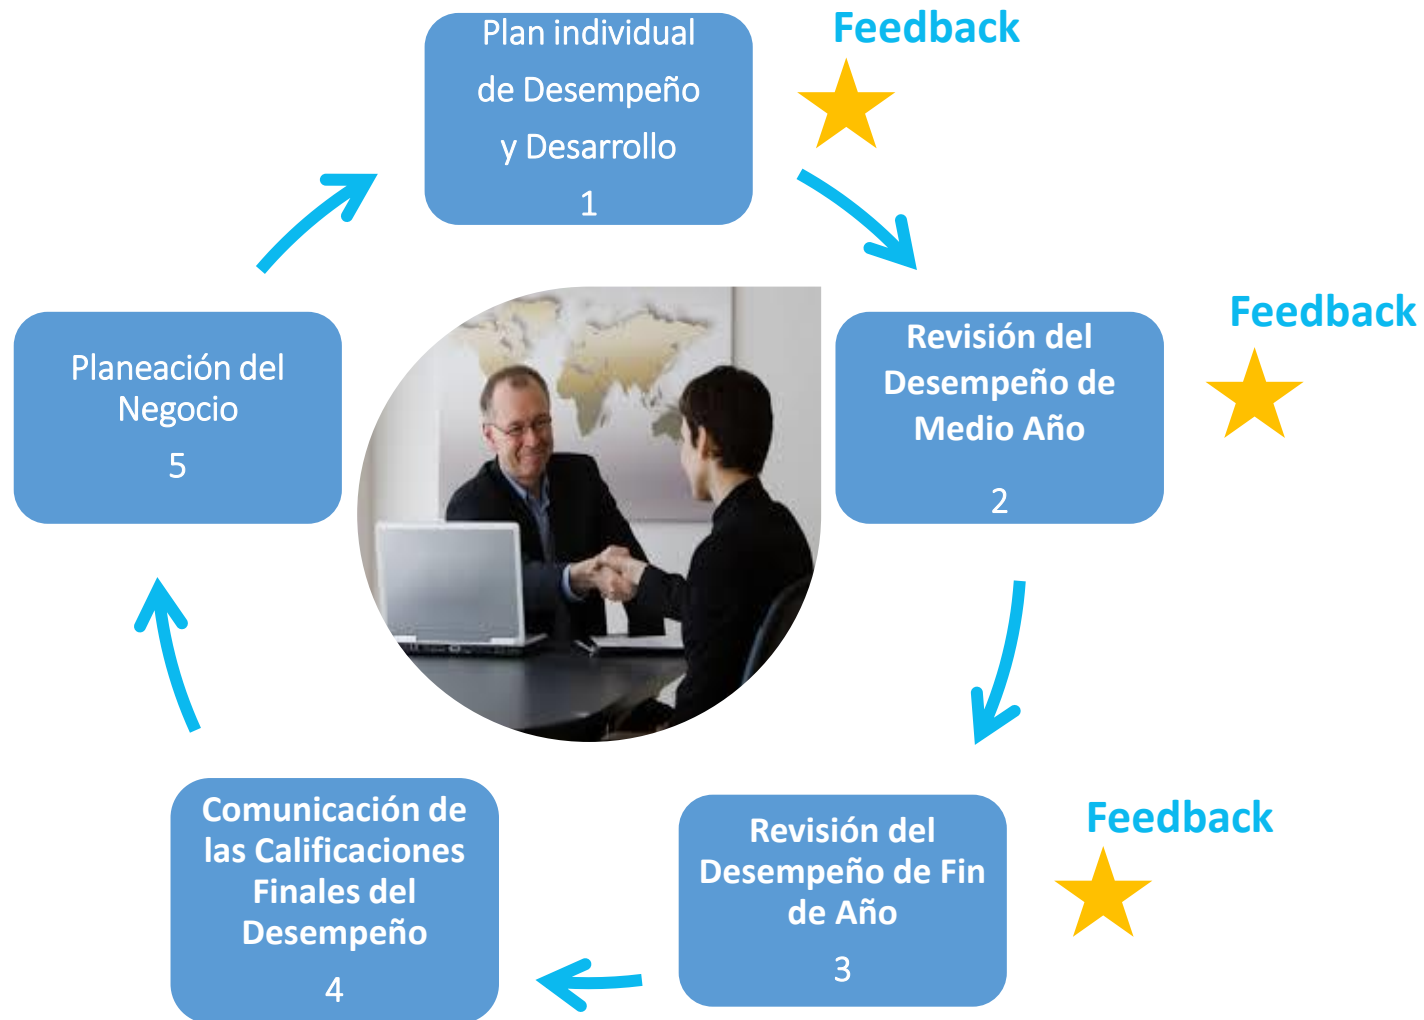 Plan individual
de Desempeño
y Desarrollo
1
Feedback
Revisión del
Desempeño de
Medio Año
2
Feedback
Revisión del
Desempeño de Fin
de Año
3
Feedback
Comunicación de
las Calificaciones
Finales del
Desempeño
4
Planeación del
Negocio
5